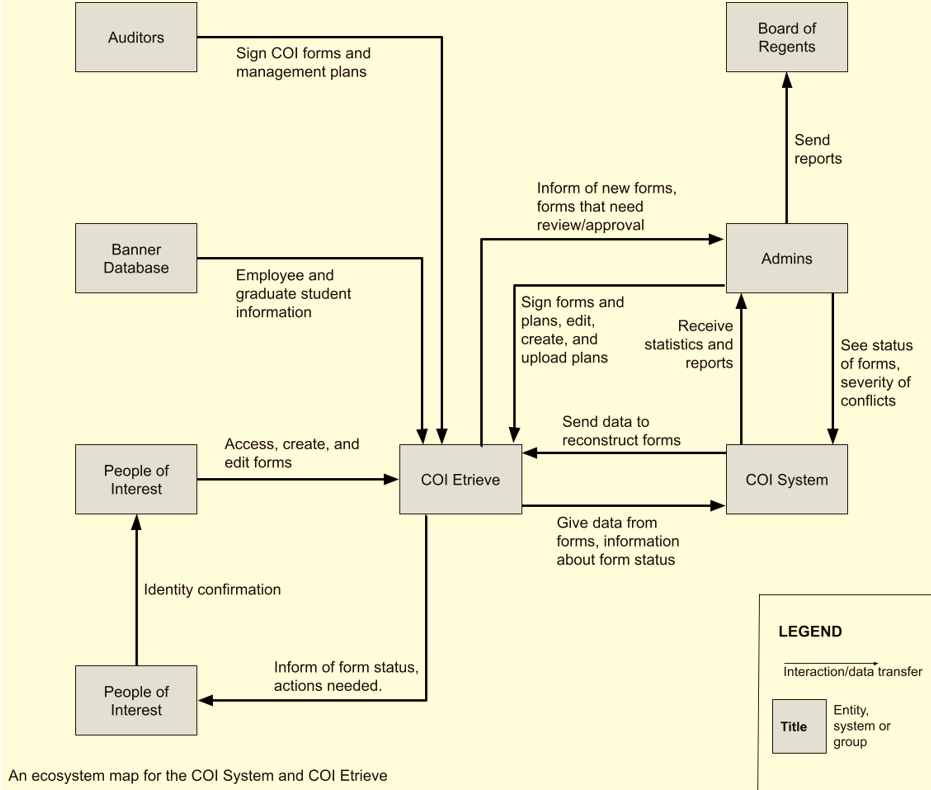 Auditors
Sign COI forms and
management plans
Board of
Regents
Send
reports
Inform of new forms,
forms that need
review/approval
Banner
Database
Employee and
graduate student
information
Admins
Sign forms and
plans, edit,
create, and
upload plans
Receive
statistics and
reports
See status
of forms,
severity of
conflicts
Send data to
reconstruct forms
Access, create, and
edit forms
People of
Interest
COI Etrieve
COI System
Give data from
forms, information
about form status
Identity confirmation
Inform of form status,
actions needed.
People of
Interest
LEGEND
Interaction/data transfer
Title
Entity,
system or
group
An ecosystem map for the COI System and COI Etrieve